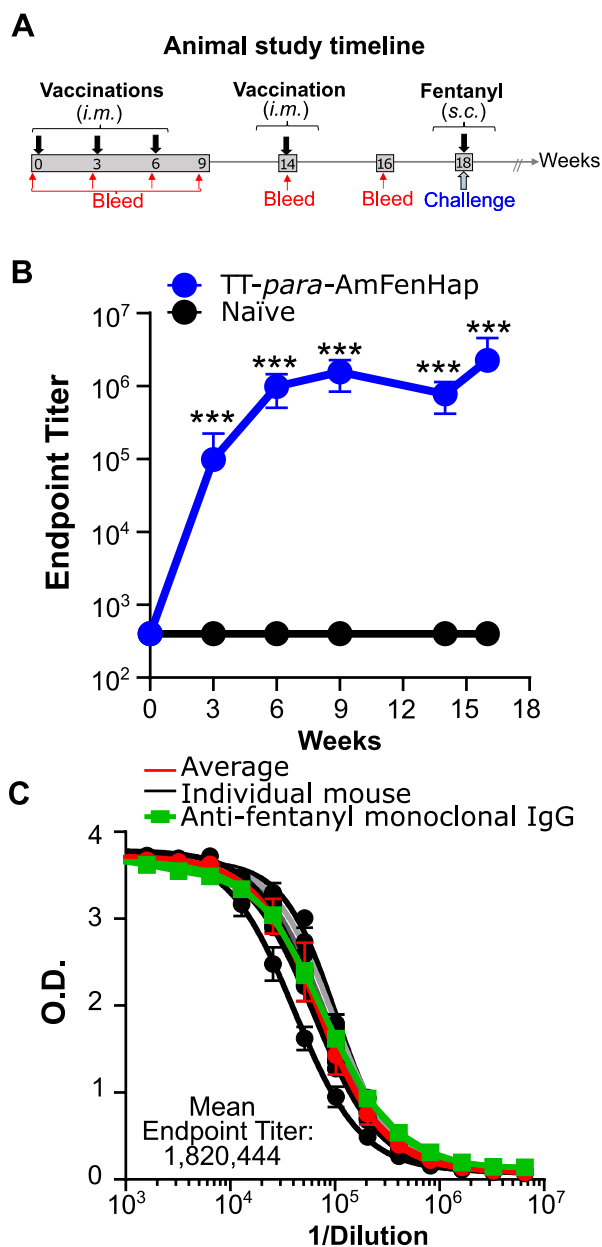 A
Animal study timeline
Vaccinations Vaccination Fentanyl
(i.m.) (i.m.) (s.c.)
0 3 6 9 14 16 18 // Weeks
Bleed Bleed Bleed Challenge
B
TT-para-AmFenHap
Naïve
10⁷
10⁶
10⁵
10⁴
10³
10²
Endpoint Titer
*** *** *** *** ***
0 3 6 9 12 15 18
Weeks
Average
C
Individual mouse
Anti-fentanyl monoclonal IgG
4
3
2
1
0
O.D.
Mean
Endpoint Titer:
1,820,444
10³ 10⁴ 10⁵ 10⁶ 10⁷
1/Dilution